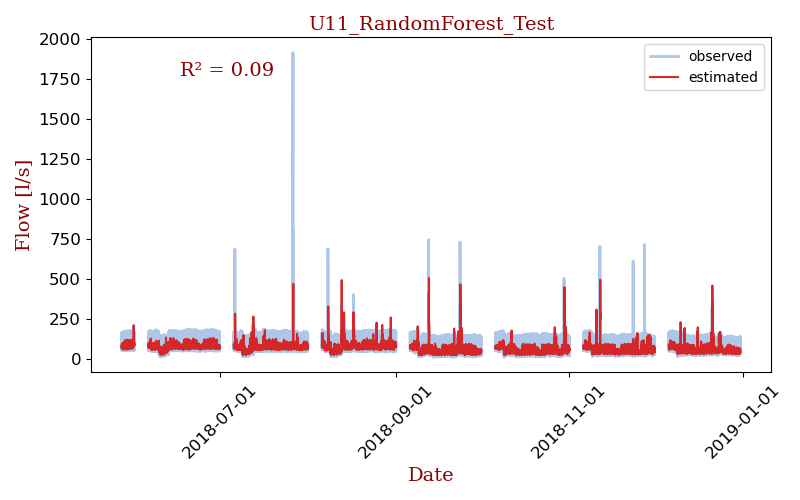 U11_RandomForest_Test
R² = 0.09
observed
estimated
Flow [l/s]
2000
1750
1500
1250
1000
750
500
250
0
2018-07-01
2018-09-01
2018-11-01
2019-01-01
Date